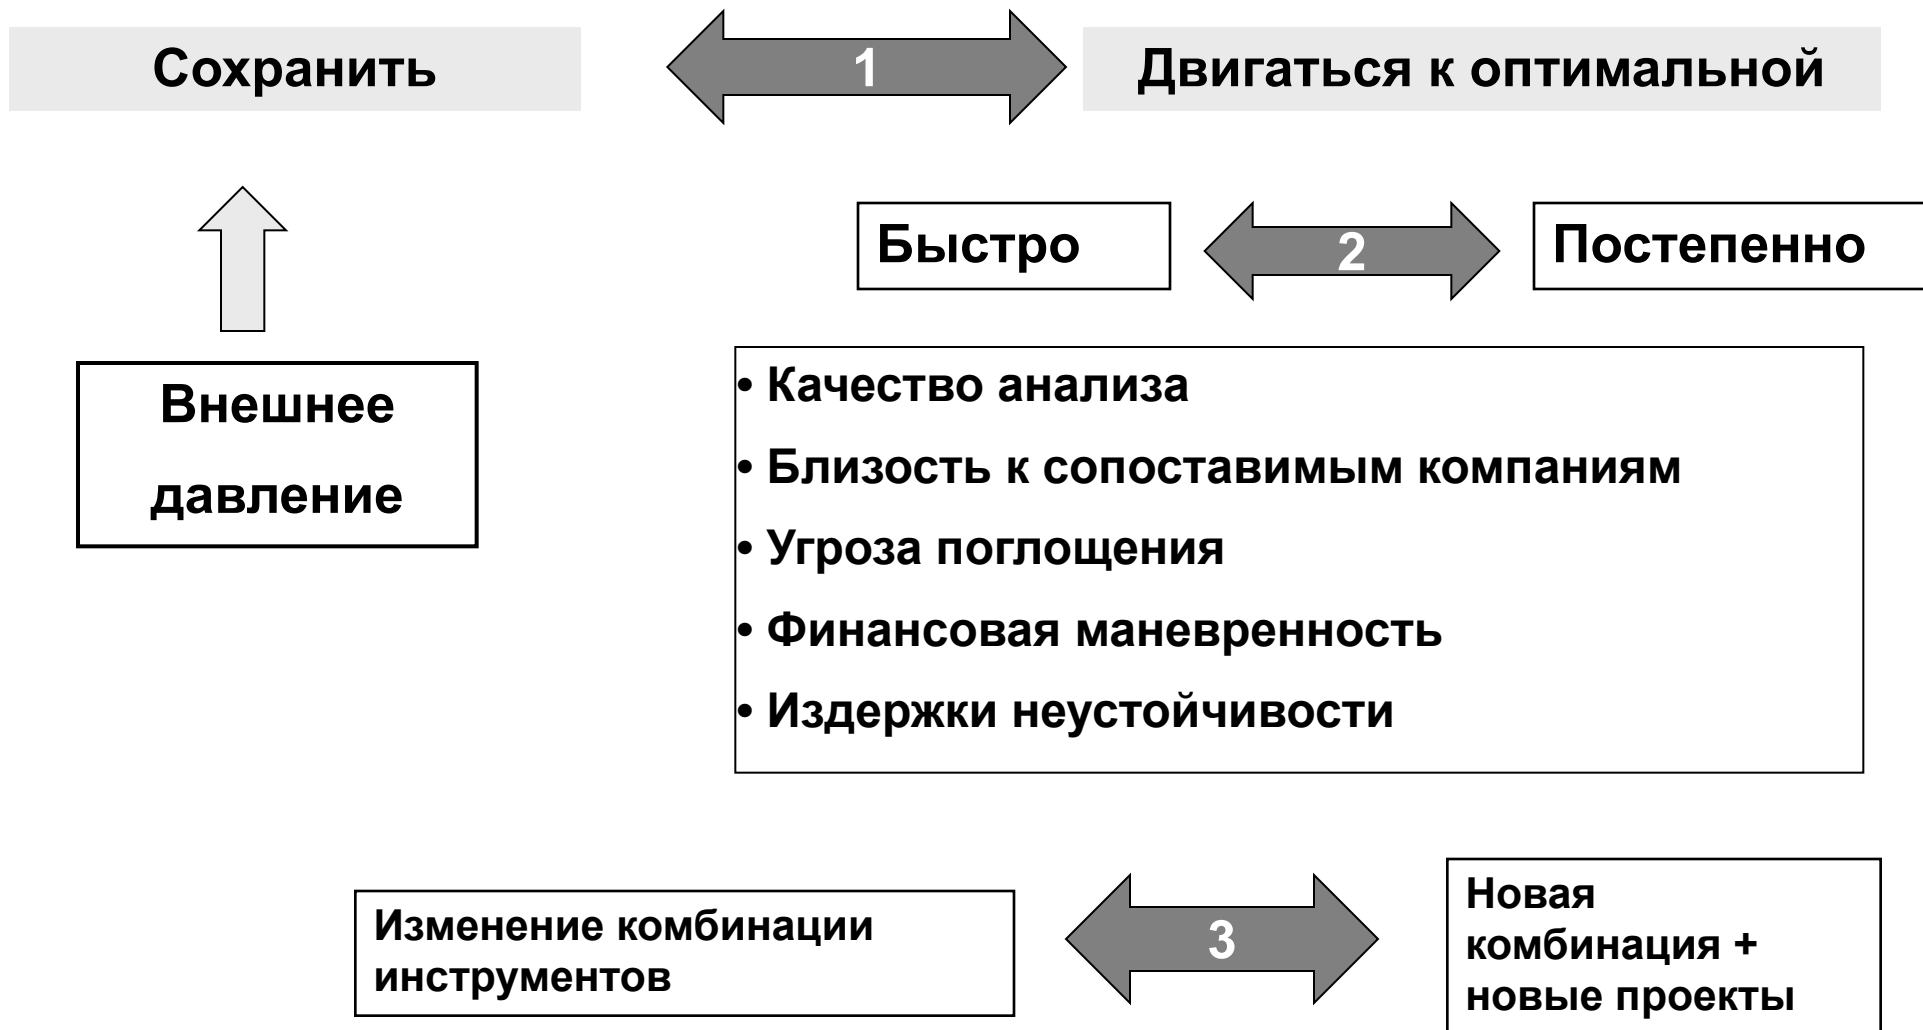 Сохранить
1
Двигаться к оптимальной
Быстро
2
Постепенно
Внешнее
давление
• Качество анализа
• Близость к сопоставимым компаниям
• Угроза поглощения
• Финансовая маневренность
• Издержки неустойчивости
Изменение комбинации
инструментов
3
Новая
комбинация +
новые проекты